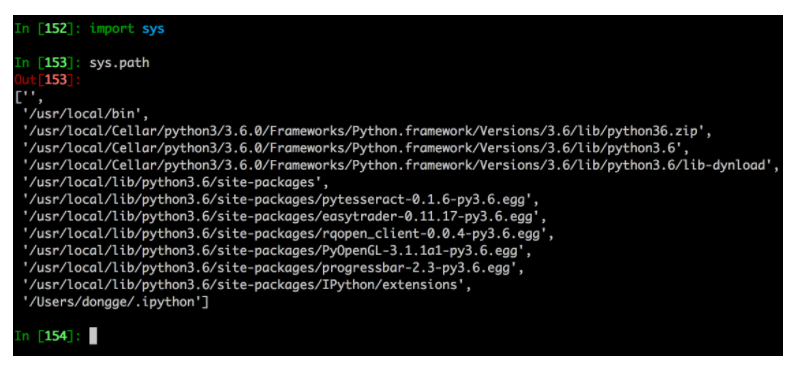 In [152]: import sys
In [153]: sys.path
Out[153]:
['',
 '/usr/local/bin',
 '/usr/local/Cellar/python3/3.6.0/Frameworks/Python.framework/Versions/3.6/lib/python36.zip',
 '/usr/local/Cellar/python3/3.6.0/Frameworks/Python.framework/Versions/3.6/lib/python3.6',
 '/usr/local/Cellar/python3/3.6.0/Frameworks/Python.framework/Versions/3.6/lib/python3.6/lib-dynload',
 '/usr/local/lib/python3.6/site-packages',
 '/usr/local/lib/python3.6/site-packages/pytesseract-0.1.6-py3.6.egg',
 '/usr/local/lib/python3.6/site-packages/easytrader-0.11.17-py3.6.egg',
 '/usr/local/lib/python3.6/site-packages/rqopen_client-0.0.4-py3.6.egg',
 '/usr/local/lib/python3.6/site-packages/PyOpenGL-3.1.1a1-py3.6.egg',
 '/usr/local/lib/python3.6/site-packages/progressbar-2.3-py3.6.egg',
 '/usr/local/lib/python3.6/site-packages/IPython/extensions',
 '/Users/dongge/.ipython']
In [154]: